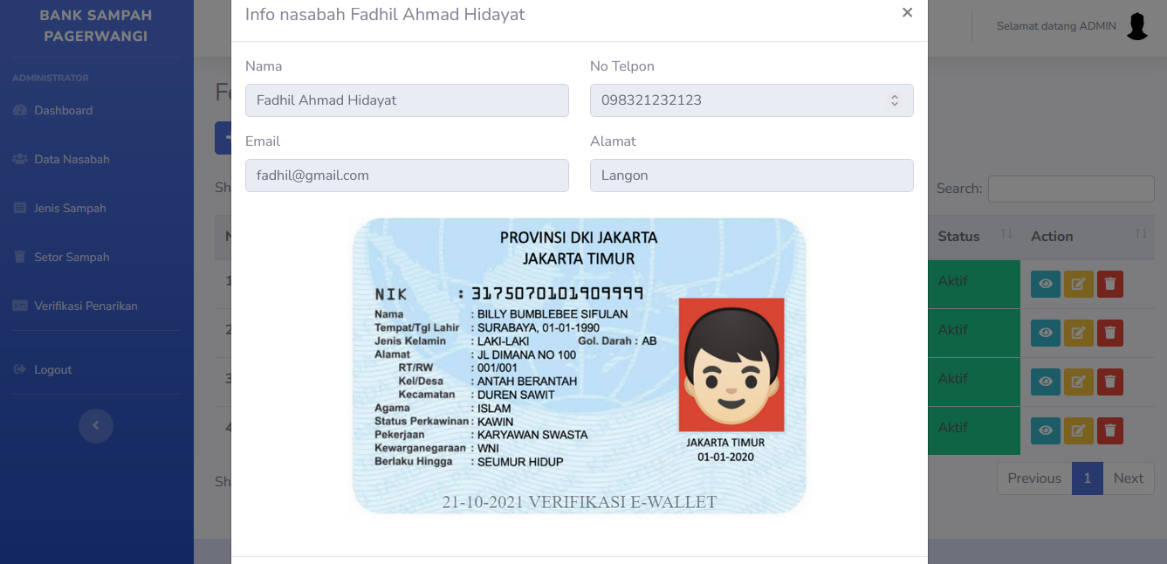 BANK SAMPAH
PAGERWANGI
ADMINISTRATOR
Dashboard
Data Nasabah
Jenis Sampah
Setor Sampah
Verifikasi Penarikan
Logout
Selamat datang ADMIN
Info nasabah Fadhil Ahmad Hidayat
×
Nama
No Telpon
Fadhil Ahmad Hidayat
098321232123
Email
Alamat
fadhil@gmail.com
Langon
PROVINSI DKI JAKARTA
JAKARTA TIMUR
NIK : 3175070101909999
Nama : BILLY BUMBLEBEE SIFULAN
Tempat/Tgl Lahir : SURABAYA, 01-01-1990
Jenis Kelamin : LAKI-LAKI Gol. Darah : AB
Alamat : JL DIMANA NO 100
RT/RW : 001/001
Kel/Desa : ANTAH BERANTAH
Kecamatan : DUREN SAWIT
Agama : ISLAM
Status Perkawinan : KAWIN
Pekerjaan : KARYAWAN SWASTA
Kewarganegaraan : WNI
Berlaku Hingga : SEUMUR HIDUP
JAKARTA TIMUR
01-01-2020
21-10-2021 VERIFIKASI E-WALLET
Search:
Status Action
Aktif
Aktif
Aktif
Aktif
Previous 1 Next